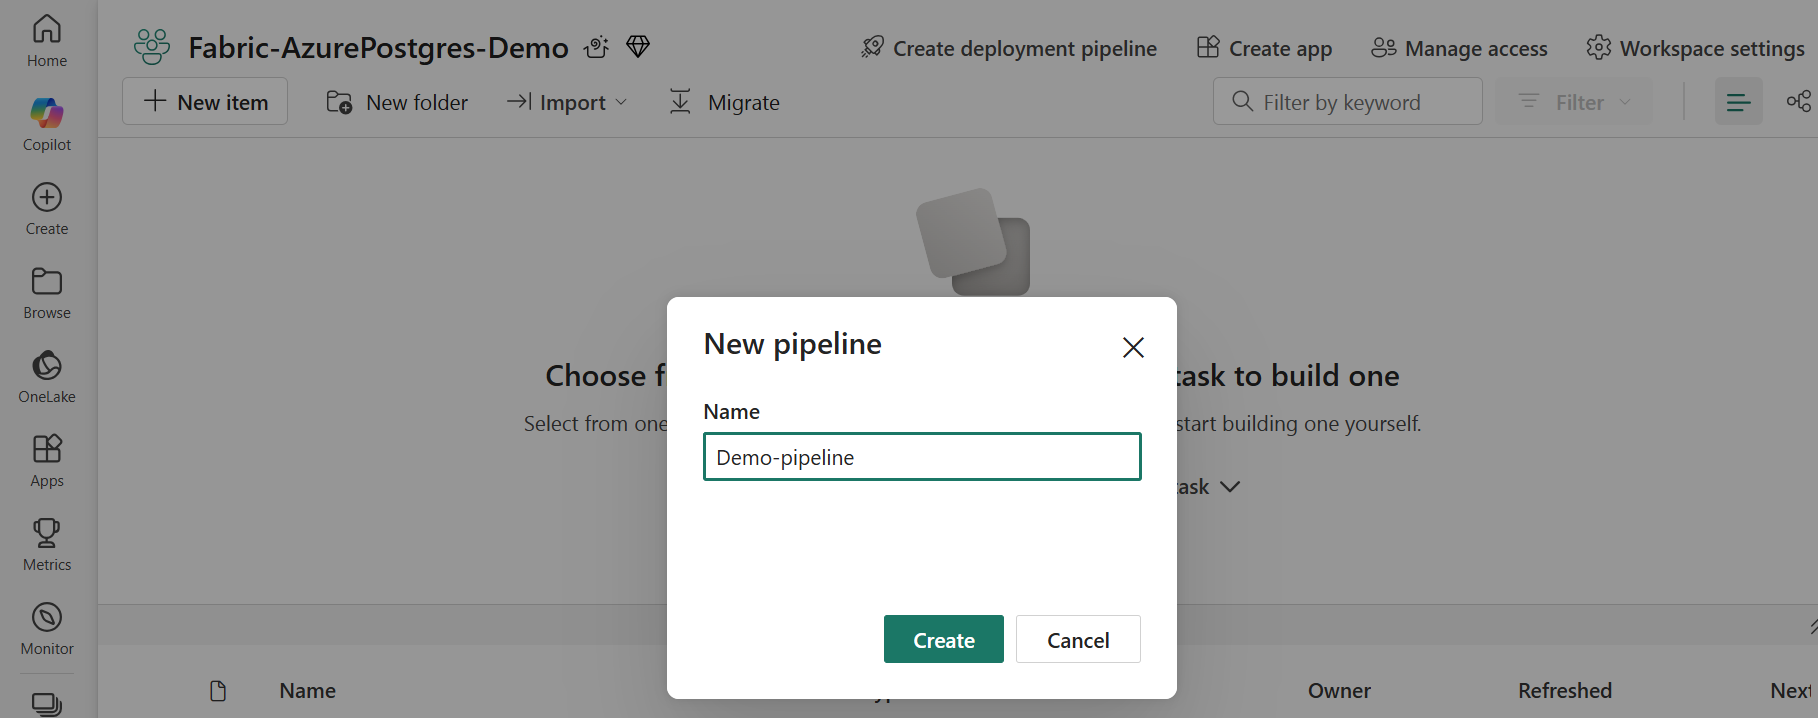 Home
Copilot
Create
Browse
OneLake
Apps
Metrics
Monitor
Fabric-AzurePostgres-Demo
Create deployment pipeline
Create app
Manage access
Workspace settings
New item
New folder
Import
Migrate
Filter by keyword
Filter
Choose
task to build one
Select from one
start building one yourself.
New pipeline
Name
Demo-pipeline
Create
Cancel
Name
Owner
Refreshed
Next